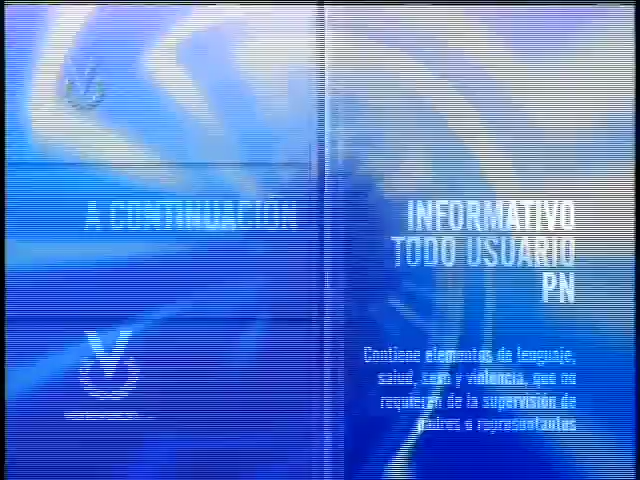 A CONTINUACIÓN
INFORMATIVO
TODO USUARIO
PN
Contiene elementos de lenguaje,
salud, sexo y violencia, que no
requieren de la supervisión de
padres o representantes